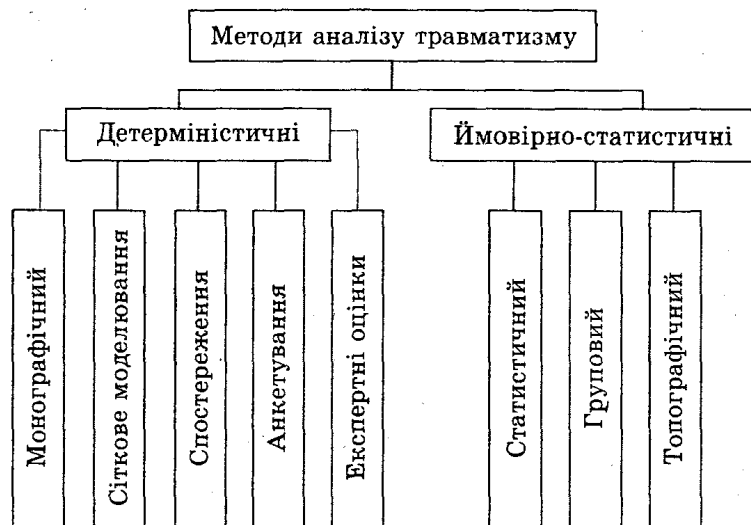 Методи аналізу травматизму
Детерміністичні
Ймовірно-статистичні
Монографічний
Сіткове моделювання
Спостереження
Анкетування
Експертні оцінки
Статистичний
Груповий
Топографічний